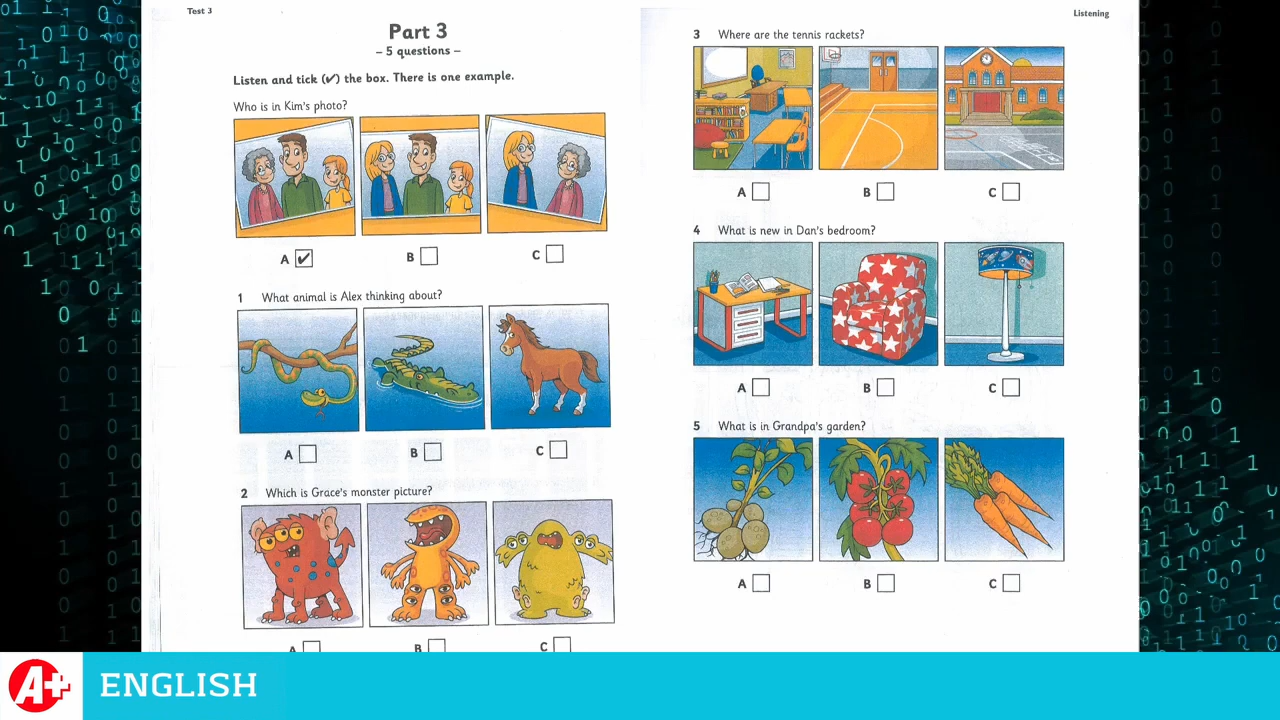 Test 3
Part 3
– 5 questions –
Listen and tick (✔) the box. There is one example.
Who is in Kim's photo?
A ✔ B C
1 What animal is Alex thinking about?
A B C
2 Which is Grace's monster picture?
A B C
Listening
3 Where are the tennis rackets?
A B C
4 What is new in Dan's bedroom?
A B C
5 What is in Grandpa's garden?
A B C
A+ ENGLISH